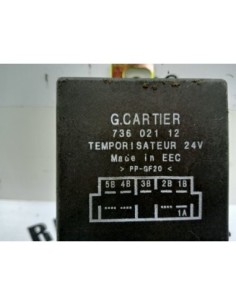 G.CARTIER
736 021 12
TEMPORISATEUR 24V
Made in EEC
> PP-GF20 <
5B 4B 3B 2B 1B
1A